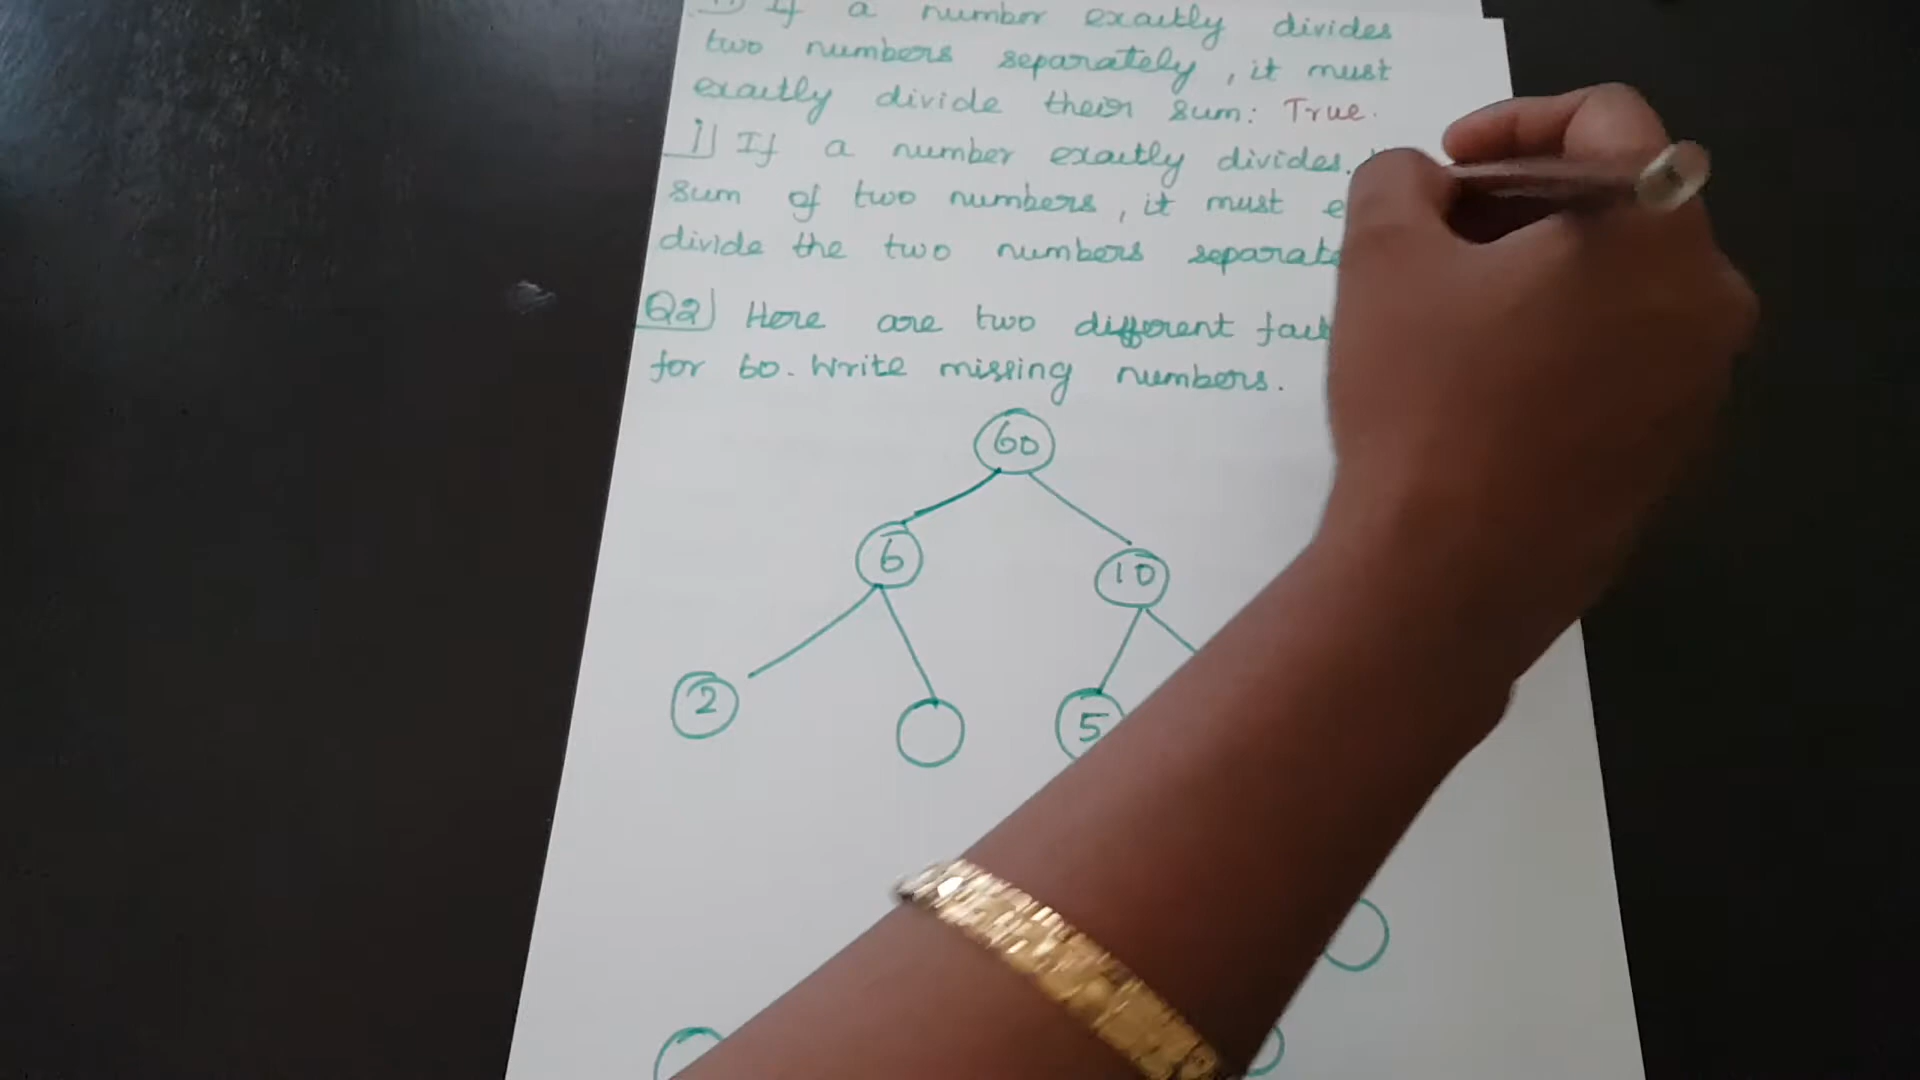 If a number exactly divides
two numbers separately, it must
exactly divide their sum: True.
j) If a number exactly divides.
sum of two numbers, it must
divide the two numbers
Q2) Here are two different
for 60. Write missing numbers.
60
6 10
2 5